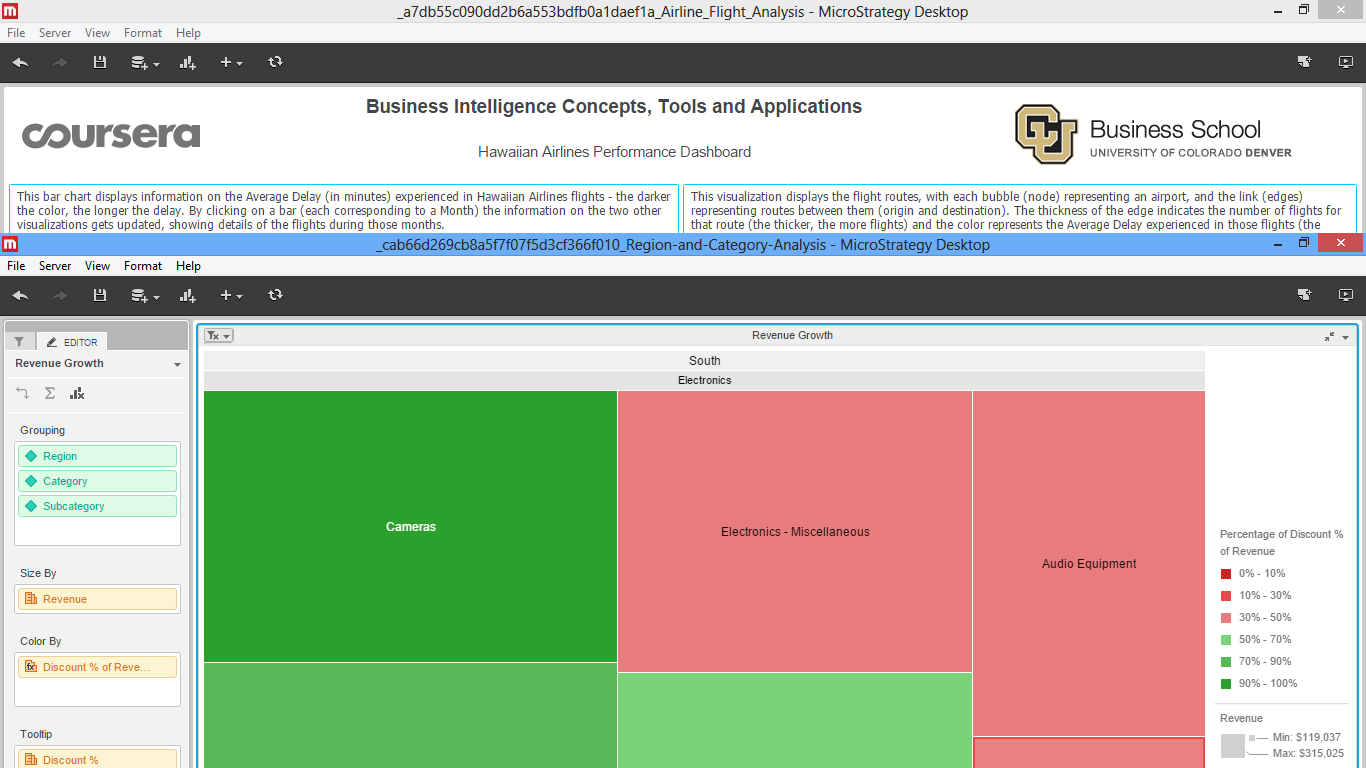 _a7db55c090dd2b6a553bdfb0a1daef1a_Airline_Flight_Analysis - MicroStrategy Desktop
File Server View Format Help
Business Intelligence Concepts, Tools and Applications
coursera
Hawaiian Airlines Performance Dashboard
CU
Business School
UNIVERSITY OF COLORADO DENVER
This bar chart displays information on the Average Delay (in minutes) experienced in Hawaiian Airlines flights - the darker
the color, the longer the delay. By clicking on a bar (each corresponding to a Month) the information on the two other
visualizations gets updated, showing details of the flights during those months.
This visualization displays the flight routes, with each bubble (node) representing an airport, and the link (edges)
representing routes between them (origin and destination). The thickness of the edge indicates the number of flights for
that route (the thicker, the more flights) and the color represents the Average Delay experienced in those flights (the
_cab66d269cb8a5f7f07f5d3cf366f010_Region-and-Category-Analysis - MicroStrategy Desktop
File Server View Format Help
EDITOR
Revenue Growth
Grouping
Region
Category
Subcategory
Size By
Revenue
Color By
fx
Discount % of Reve...
Tooltip
Discount %
Revenue Growth
South
Electronics
Cameras
Electronics - Miscellaneous
Audio Equipment
Percentage of Discount %
of Revenue
0% - 10%
10% - 30%
30% - 50%
50% - 70%
70% - 90%
90% - 100%
Revenue
Min: $119,037
Max: $315,025